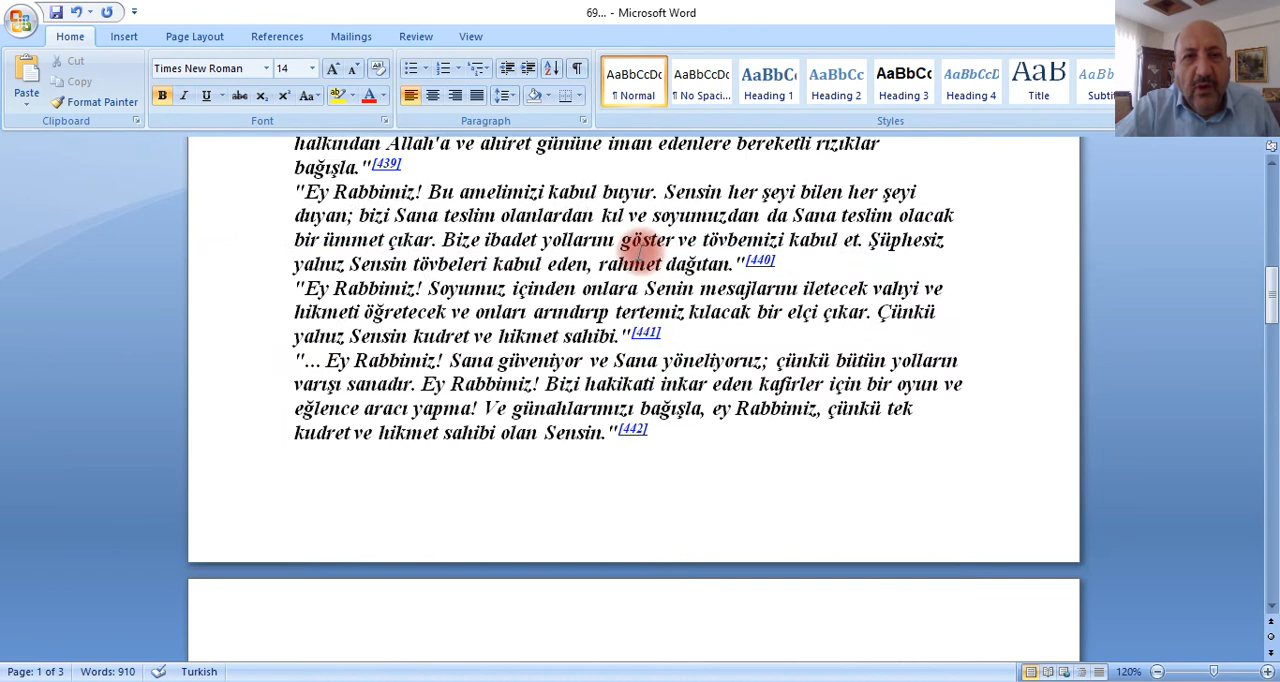 69... - Microsoft Word
Home Insert Page Layout References Mailings Review View
Cut
Copy
Format Painter
Paste
Times New Roman 14
AaBbCcDc AaBbCcDc AaBbC AaBbCc AaBbCc AaBbCcD AaB AaBb
¶ Normal ¶ No Spaci... Heading 1 Heading 2 Heading 3 Heading 4 Title Subtit
Clipboard Font Paragraph Styles
halkından Allah'a ve ahiret gününe iman edenlere bereketli rızıklar
bağışla."[439]
"Ey Rabbimiz! Bu amelimizi kabul buyur. Sensin her şeyi bilen her şeyi
duyan; bizi Sana teslim olanlardan kıl ve soyumuzdan da Sana teslim olacak
bir ümmet çıkar. Bize ibadet yollarını göster ve tövbemizi kabul et. Şüphesiz
yalnız Sensin tövbeleri kabul eden, rahmet dağıtan."[440]
"Ey Rabbimiz! Soyumuz içinden onlara Senin mesajlarını iletecek vahyi ve
hikmeti öğretecek ve onları arındırıp tertemiz kılacak bir elçi çıkar. Çünkü
yalnız Sensin kudret ve hikmet sahibi."[441]
"... Ey Rabbimiz! Sana güveniyor ve Sana yöneliyoruz; çünkü bütün yolların
varışı sanadır. Ey Rabbimiz! Bizi hakikati inkar eden kafirler için bir oyun ve
eğlence aracı yapma! Ve günahlarımızı bağışla, ey Rabbimiz, çünkü tek
kudret ve hikmet sahibi olan Sensin."[442]
Page: 1 of 3 Words: 910 Turkish 120%